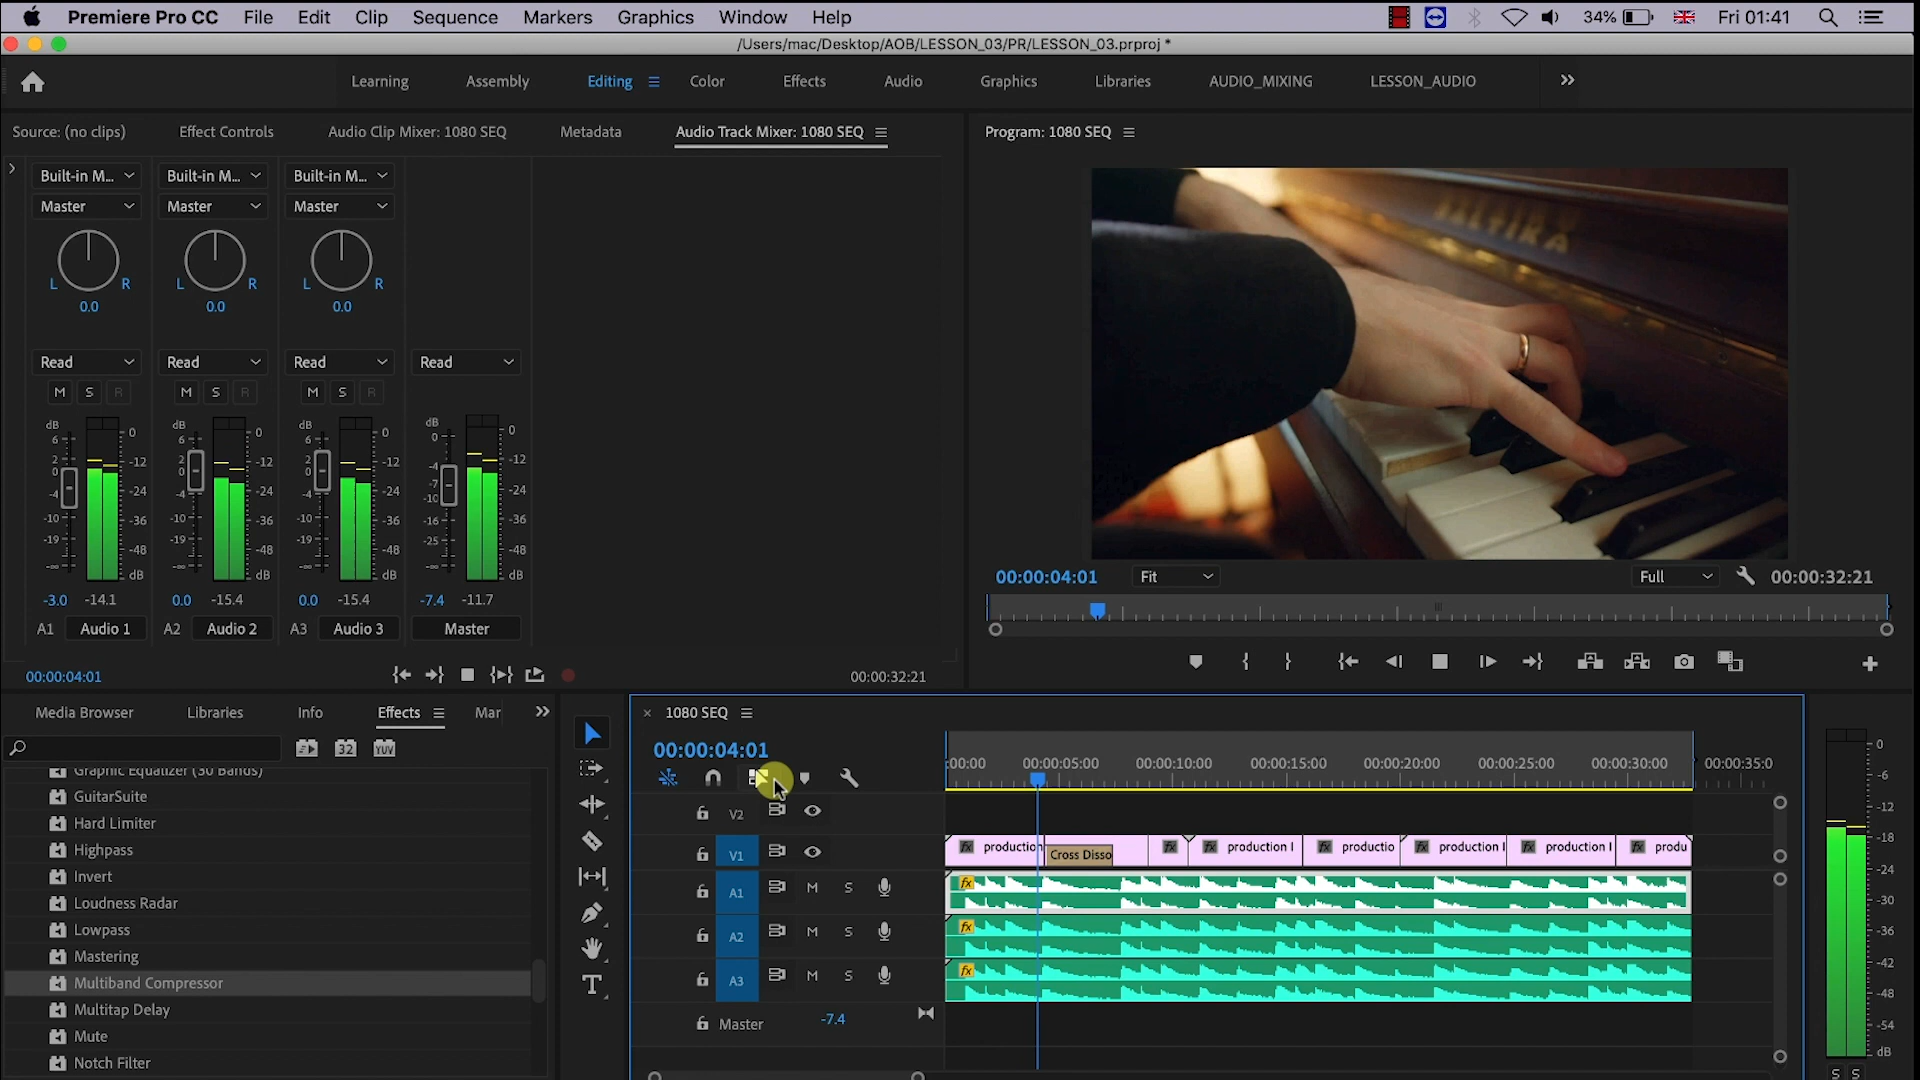 Premiere Pro CC File Edit Clip Sequence Markers Graphics Window Help 34% Fri 01:41
/Users/mac/Desktop/AOB/LESSON_03/PR/LESSON_03.prproj *
Learning Assembly Editing Color Effects Audio Graphics Libraries AUDIO_MIXING LESSON_AUDIO
Source: (no clips) Effect Controls Audio Clip Mixer: 1080 SEQ Metadata Audio Track Mixer: 1080 SEQ
Program: 1080 SEQ
Built-in M... Built-in M... Built-in M...
Master Master Master
L R L R L R
0.0 0.0 0.0
Read Read Read Read
M S R M S R M S R
dB dB dB dB
6 0 6 0 6 0 0 0
2 -12 2 -12 2 -12 -4 -12
0 0 0 -7
-4 -24 -4 -24 -4 -24 -10 -24
-10 -36 -10 -36 -10 -36 -16 -36
-19 -48 -19 -48 -19 -48 -25 -48
-∞ dB -∞ dB -∞ dB -∞ dB
-3.0 -14.1 0.0 -15.4 0.0 -15.4 -7.4 -11.7
A1 Audio 1 A2 Audio 2 A3 Audio 3 Master
00:00:04:01 00:00:32:21
00:00:04:01 Fit Full 00:00:32:21
Media Browser Libraries Info Effects Mar
32 YUV
Graphic Equalizer (30 Bands)
GuitarSuite
Hard Limiter
Highpass
Invert
Loudness Radar
Lowpass
Mastering
Multiband Compressor
Multitap Delay
Mute
Notch Filter
1080 SEQ
00:00:04:01
:00:00 00:00:05:00 00:00:10:00 00:00:15:00 00:00:20:00 00:00:25:00 00:00:30:00 00:00:35:0
V2
V1 fx production Cross Disso fx fx production I fx productio fx production I fx production I fx produ
A1 M S fx
A2 M S fx
A3 M S fx
Master -7.4
0
-6
-12
-18
-24
-30
-36
-42
-48
-54
dB
S S